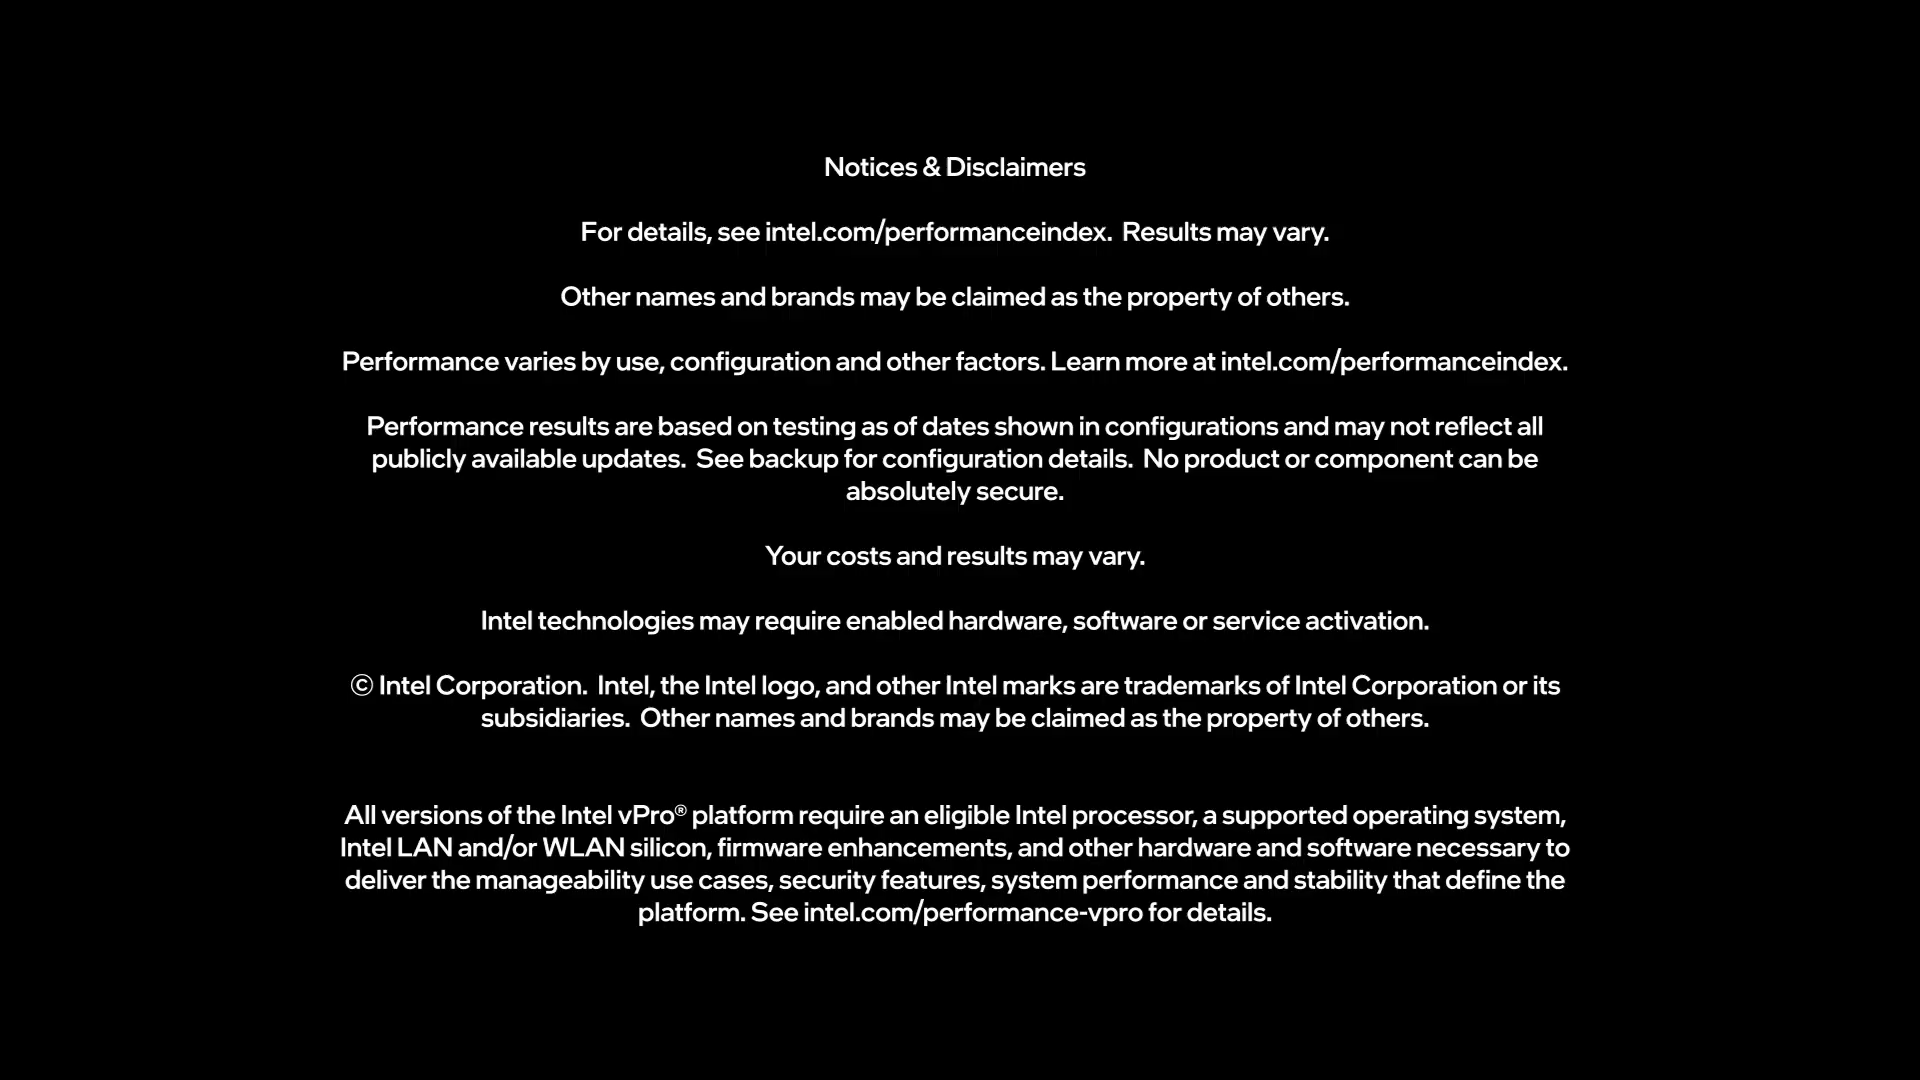 Notices & Disclaimers
For details, see intel.com/performanceindex.  Results may vary.
Other names and brands may be claimed as the property of others.
Performance varies by use, configuration and other factors. Learn more at intel.com/performanceindex.
Performance results are based on testing as of dates shown in configurations and may not reflect all
publicly available updates.  See backup for configuration details.  No product or component can be
absolutely secure.
Your costs and results may vary.
Intel technologies may require enabled hardware, software or service activation.
© Intel Corporation.  Intel, the Intel logo, and other Intel marks are trademarks of Intel Corporation or its
subsidiaries.  Other names and brands may be claimed as the property of others.
All versions of the Intel vPro® platform require an eligible Intel processor, a supported operating system,
Intel LAN and/or WLAN silicon, firmware enhancements, and other hardware and software necessary to
deliver the manageability use cases, security features, system performance and stability that define the
platform. See intel.com/performance-vpro for details.